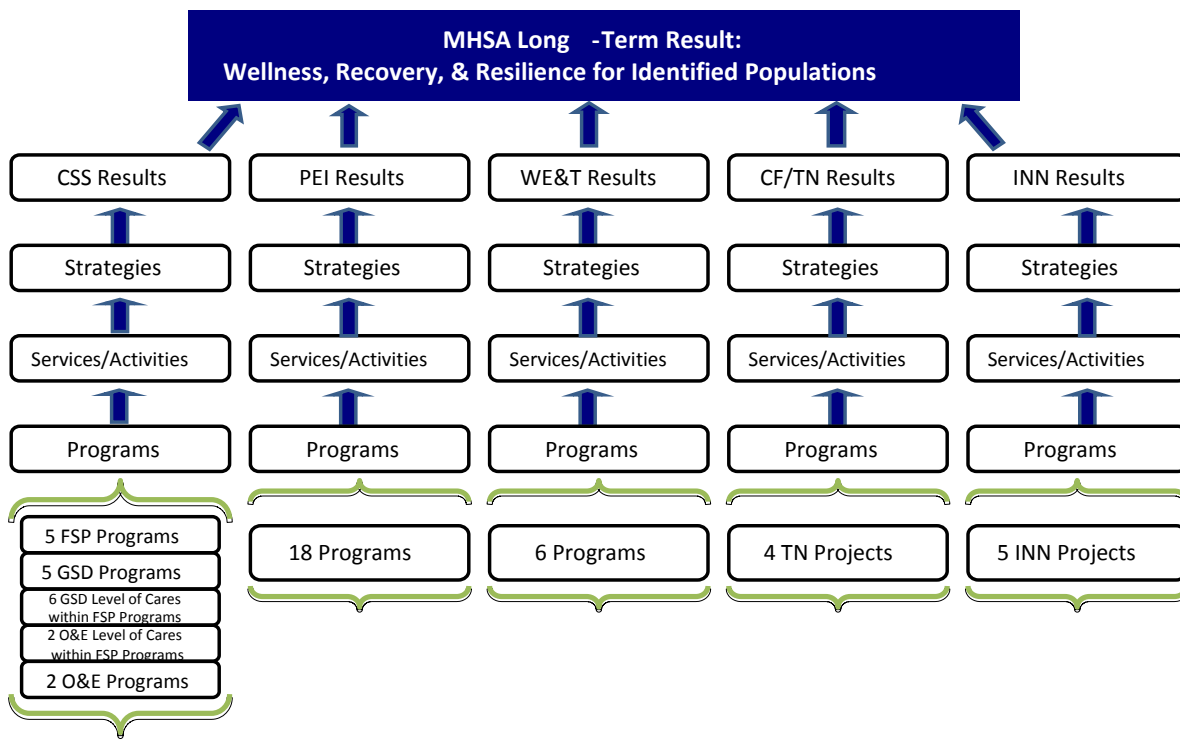 MHSA Long -Term Result:
Wellness, Recovery, & Resilience for Identified Populations
CSS Results
PEI Results
WE&T Results
CF/TN Results
INN Results
Strategies
Strategies
Strategies
Strategies
Strategies
Services/Activities
Services/Activities
Services/Activities
Services/Activities
Services/Activities
Programs
Programs
Programs
Programs
Programs
5 FSP Programs
5 GSD Programs
6 GSD Level of Cares
within FSP Programs
2 O&E Level of Cares
within FSP Programs
2 O&E Programs
18 Programs
6 Programs
4 TN Projects
5 INN Projects